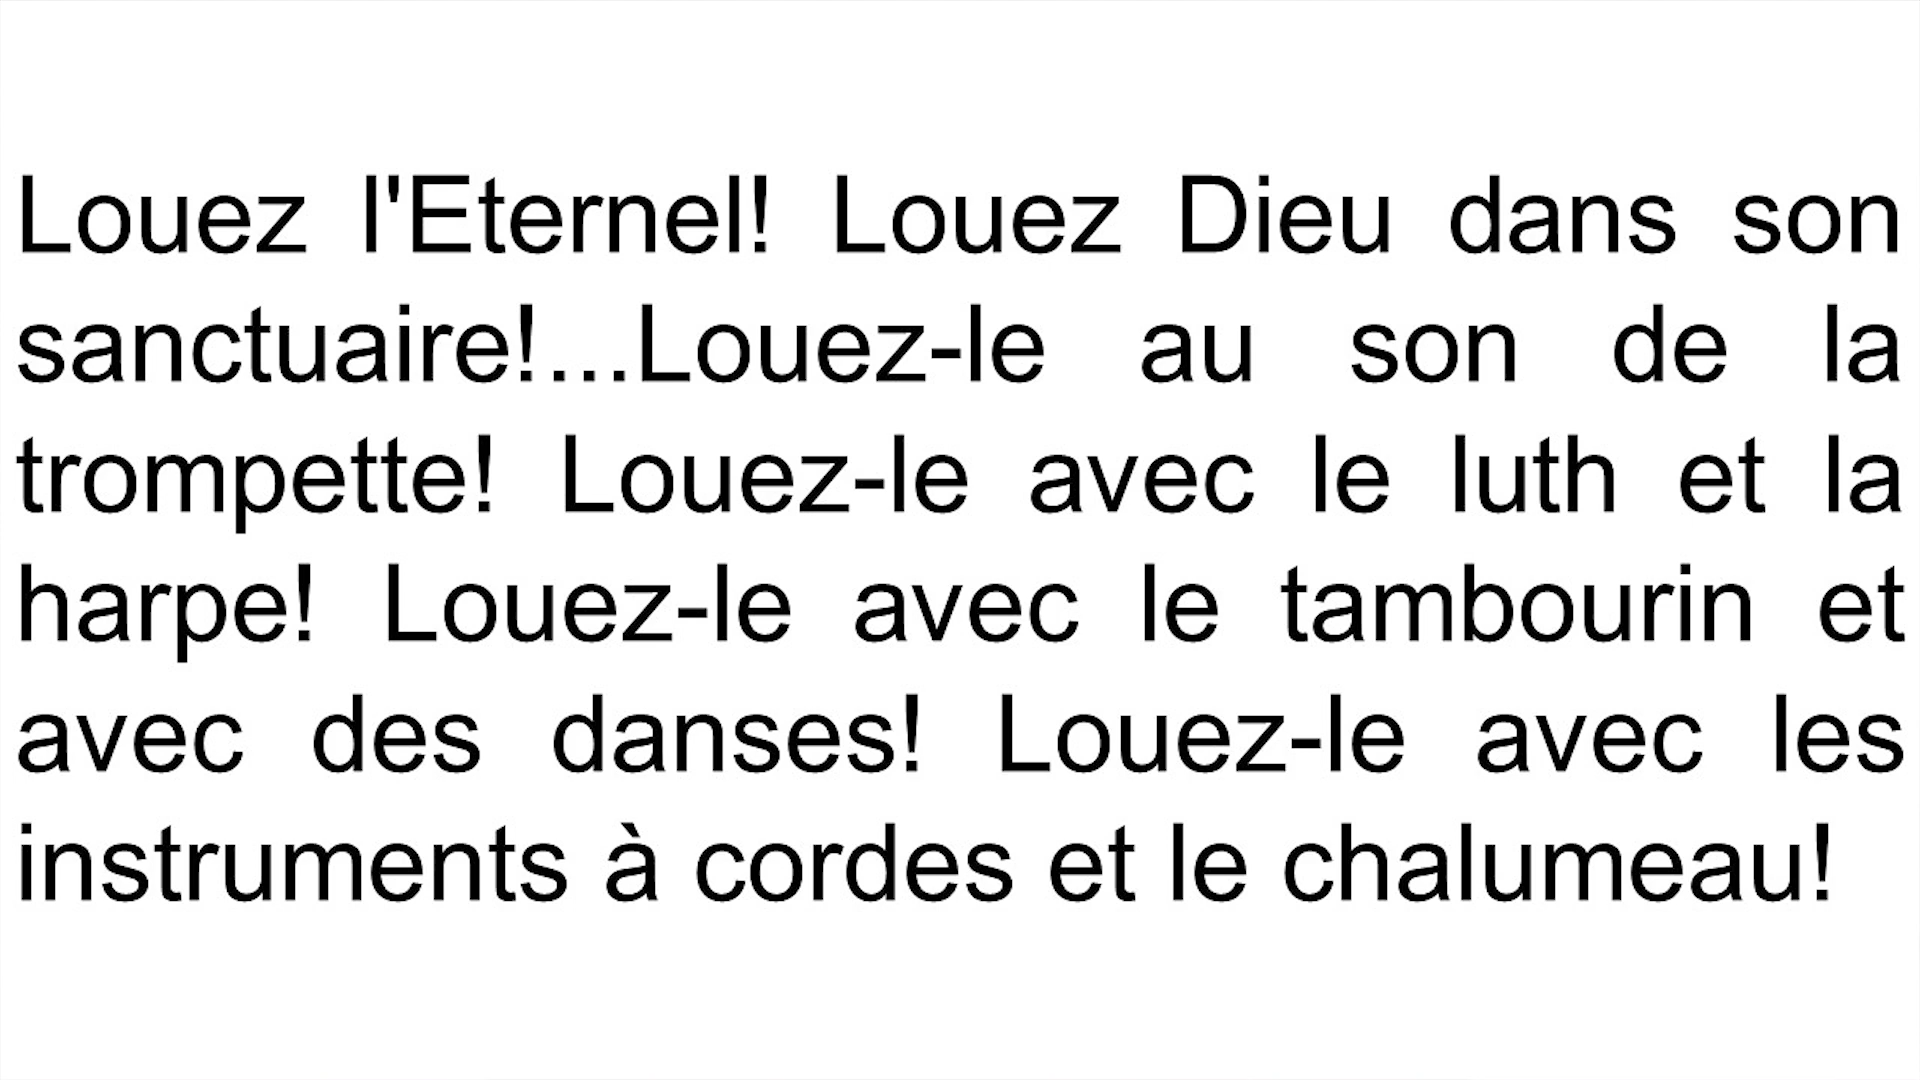 Louez l'Eternel! Louez Dieu dans son
sanctuaire!...Louez-le au son de la
trompette! Louez-le avec le luth et la
harpe! Louez-le avec le tambourin et
avec des danses! Louez-le avec les
instruments à cordes et le chalumeau!